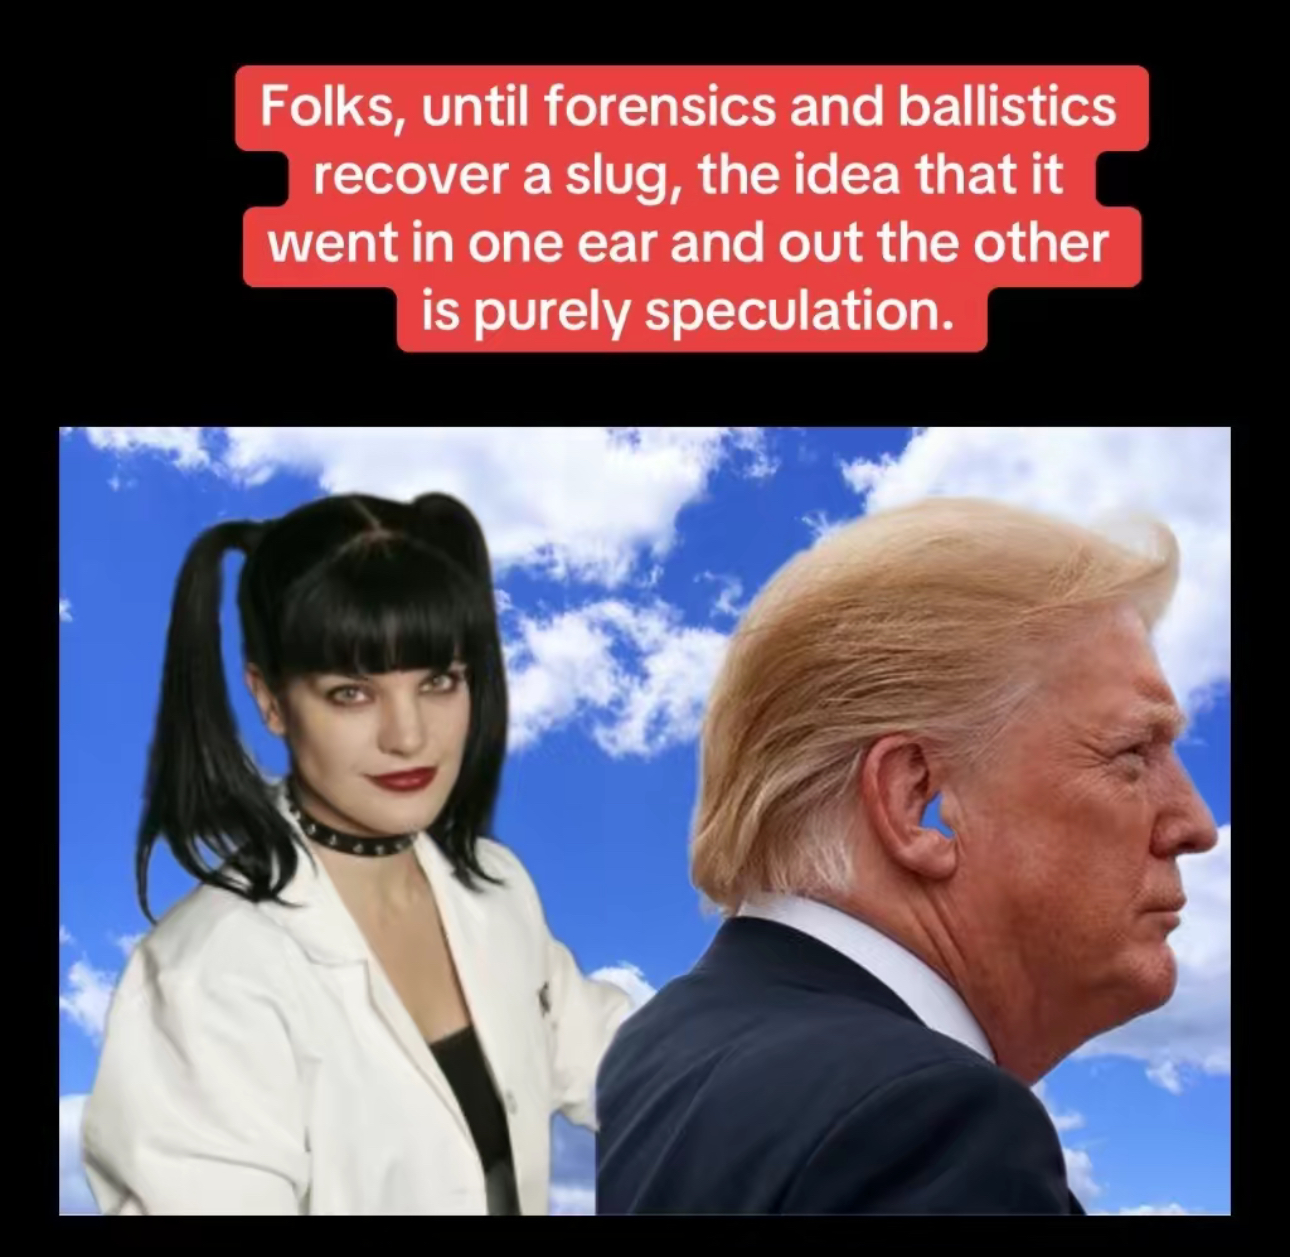 Folks, until forensics and ballistics
recover a slug, the idea that it
went in one ear and out the other
is purely speculation.